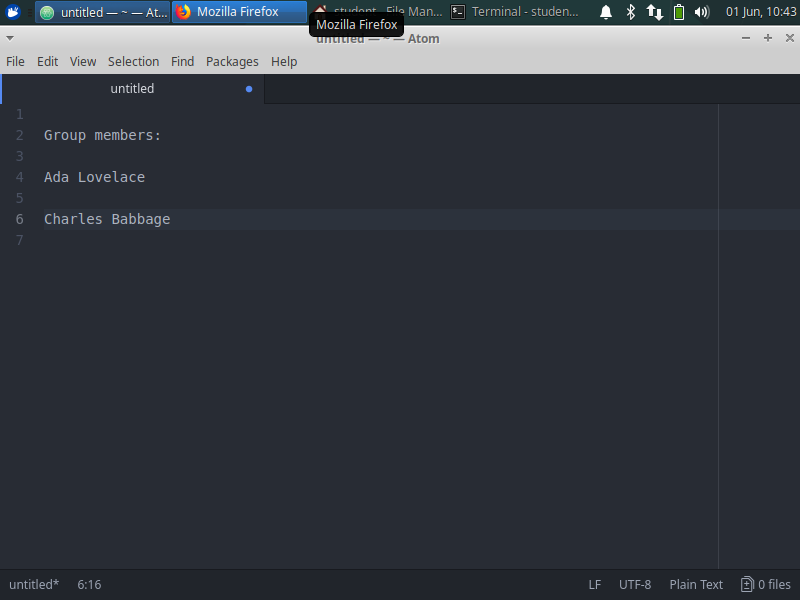 untitled — ~ — At...
Mozilla Firefox
student - File Man...
Terminal - studen...
01 Jun, 10:43
Mozilla Firefox
untitled — ~ — Atom
File Edit View Selection Find Packages Help
untitled
1
2 Group members:
3
4 Ada Lovelace
5
6 Charles Babbage
7
untitled* 6:16 LF UTF-8 Plain Text 0 files